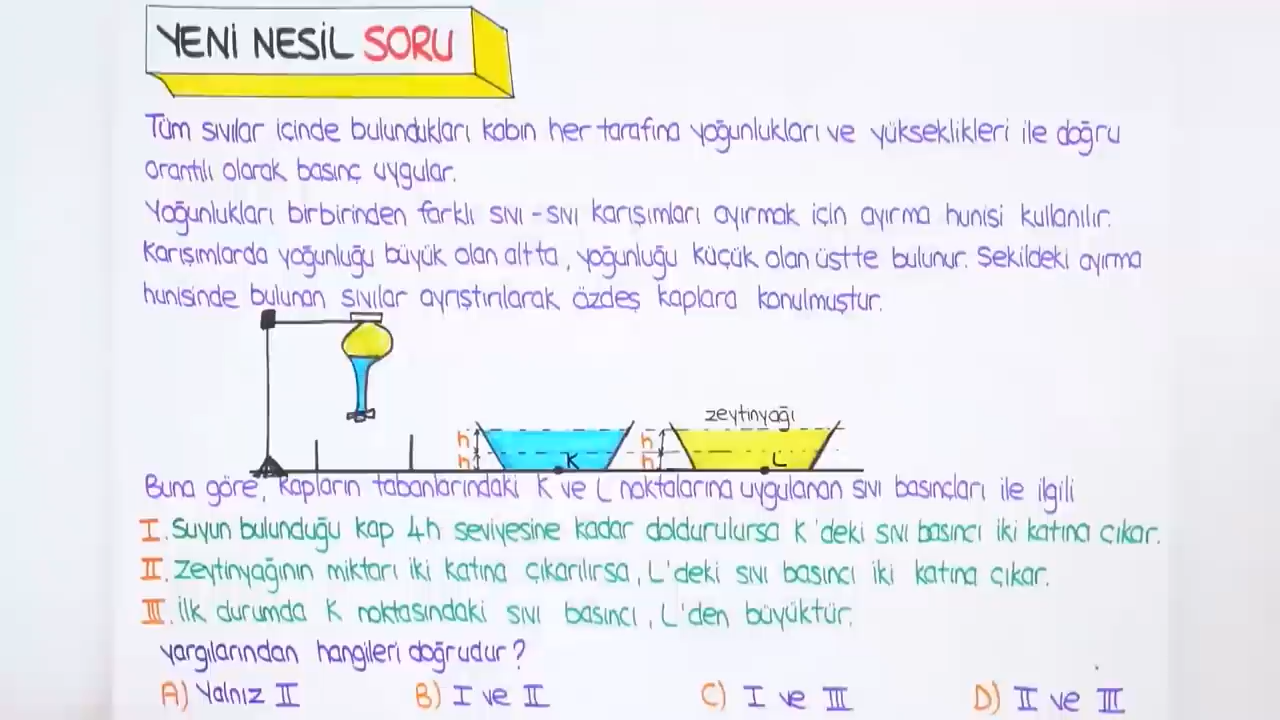 YENİ NESİL SORU
Tüm sıvılar içinde bulundukları kabın her tarafına yoğunlukları ve yükseklikleri ile doğru
orantılı olarak basınç uygular.
Yoğunlukları birbirinden farklı sıvı-sıvı karışımları ayırmak için ayırma hunisi kullanılır.
Karışımlarda yoğunluğu büyük olan altta, yoğunluğu küçük olan üstte bulunur. Şekildeki ayırma
hunisinde bulunan sıvılar ayrıştırılarak özdeş kaplara konulmuştur.
zeytinyağı
h h
h K h L
Buna göre, kapların tabanlarındaki K ve L noktalarına uygulanan sıvı basınçları ile ilgili
I. Suyun bulunduğu kap 4h seviyesine kadar doldurulursa K'deki sıvı basıncı iki katına çıkar.
II. Zeytinyağının miktarı iki katına çıkarılırsa, L'deki sıvı basıncı iki katına çıkar.
III. İlk durumda K noktasındaki sıvı basıncı, L'den büyüktür.
yargılarından hangileri doğrudur?
A) Yalnız II B) I ve II C) I ve III D) II ve III